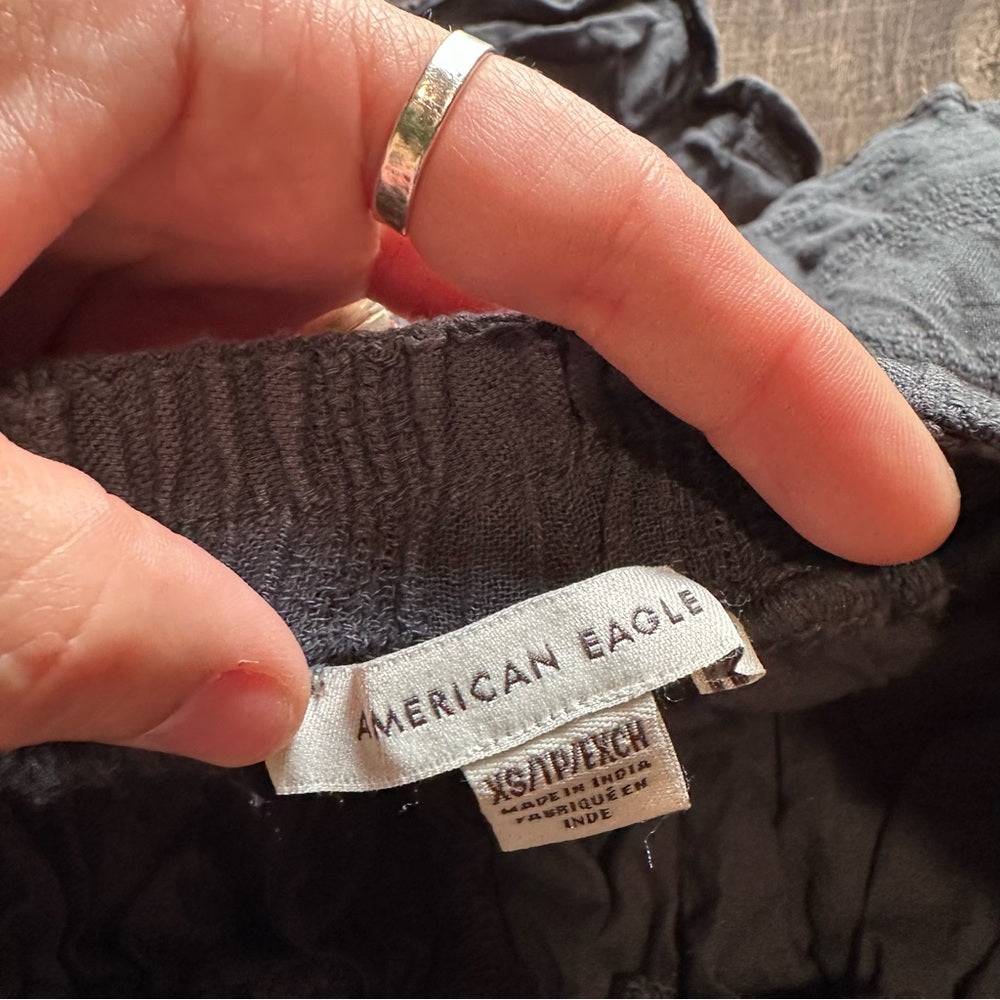 AMERICAN EAGLE
XS/TP/EXCH
MADE IN INDIA
FABRIQUÉ EN
INDE